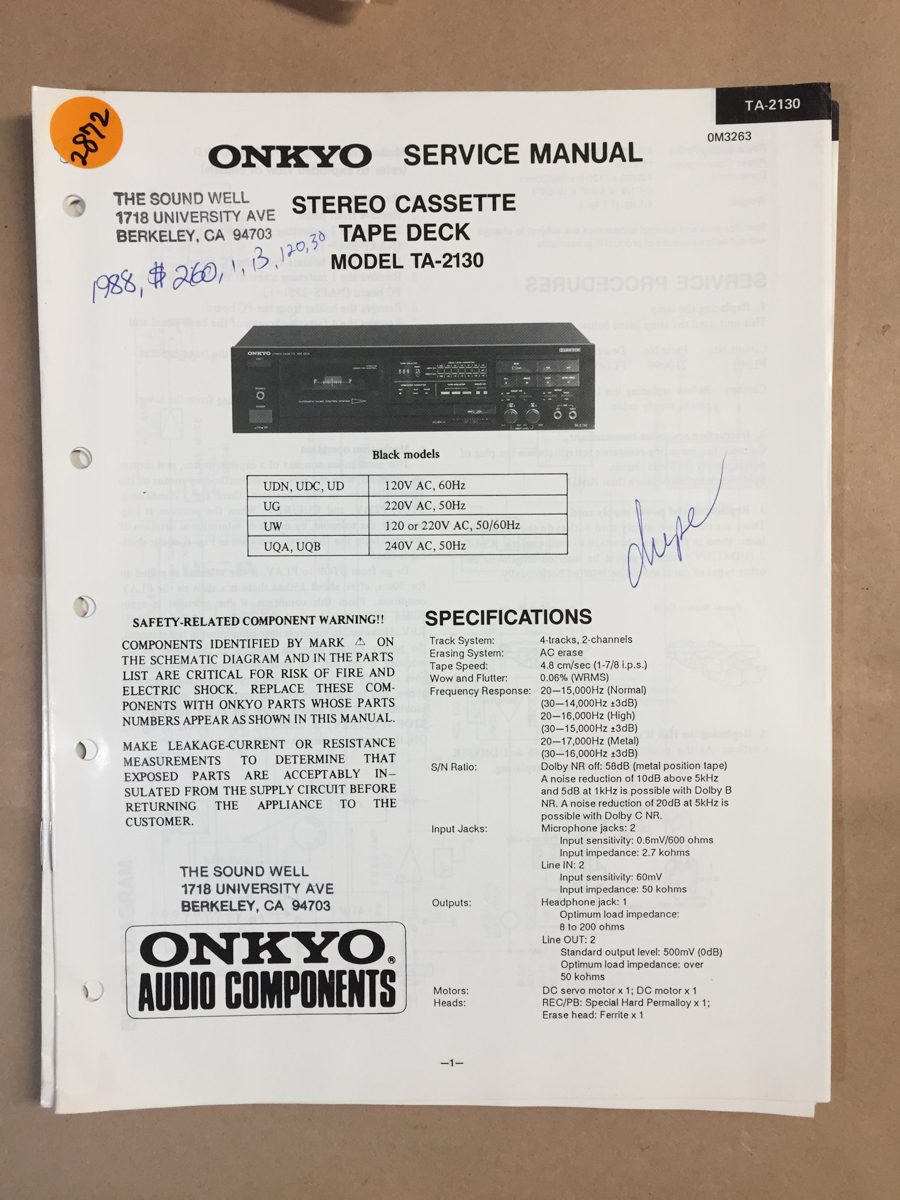 TA-2130
0M3263
2872
ONKYO SERVICE MANUAL
THE SOUND WELL
1718 UNIVERSITY AVE
BERKELEY, CA 94703
STEREO CASSETTE
TAPE DECK
MODEL TA-2130
1988, $260, 1, B, 120, 30
ONKYO
Black models
UDN, UDC, UD 120V AC, 60Hz
UG 220V AC, 50Hz
UW 120 or 220V AC, 50/60Hz
UQA, UQB 240V AC, 50Hz
dupe
SAFETY-RELATED COMPONENT WARNING!!
COMPONENTS IDENTIFIED BY MARK ⚠ ON
THE SCHEMATIC DIAGRAM AND IN THE PARTS
LIST ARE CRITICAL FOR RISK OF FIRE AND
ELECTRIC SHOCK. REPLACE THESE COM-
PONENTS WITH ONKYO PARTS WHOSE PARTS
NUMBERS APPEAR AS SHOWN IN THIS MANUAL.
MAKE LEAKAGE-CURRENT OR RESISTANCE
MEASUREMENTS TO DETERMINE THAT
EXPOSED PARTS ARE ACCEPTABLY IN–
SULATED FROM THE SUPPLY CIRCUIT BEFORE
RETURNING THE APPLIANCE TO THE
CUSTOMER.
THE SOUND WELL
1718 UNIVERSITY AVE
BERKELEY, CA 94703
ONKYO®
AUDIO COMPONENTS
SPECIFICATIONS
Track System: 4-tracks, 2-channels
Erasing System: AC erase
Tape Speed: 4.8 cm/sec (1-7/8 i.p.s.)
Wow and Flutter: 0.06% (WRMS)
Frequency Response: 20—15,000Hz (Normal)
(30—14,000Hz ±3dB)
20—16,000Hz (High)
(30—15,000Hz ±3dB)
20—17,000Hz (Metal)
(30—16,000Hz ±3dB)
S/N Ratio: Dolby NR off: 58dB (metal position tape)
A noise reduction of 10dB above 5kHz
and 5dB at 1kHz is possible with Dolby B
NR. A noise reduction of 20dB at 5kHz is
possible with Dolby C NR.
Input Jacks: Microphone jacks: 2
Input sensitivity: 0.6mV/600 ohms
Input impedance: 2.7 kohms
Line IN: 2
Input sensitivity: 60mV
Input impedance: 50 kohms
Outputs: Headphone jack: 1
Optimum load impedance:
8 to 200 ohms
Line OUT: 2
Standard output level: 500mV (0dB)
Optimum load impedance: over
50 kohms
Motors: DC servo motor x 1; DC motor x 1
Heads: REC/PB: Special Hard Permalloy x 1;
Erase head: Ferrite x 1
—1—